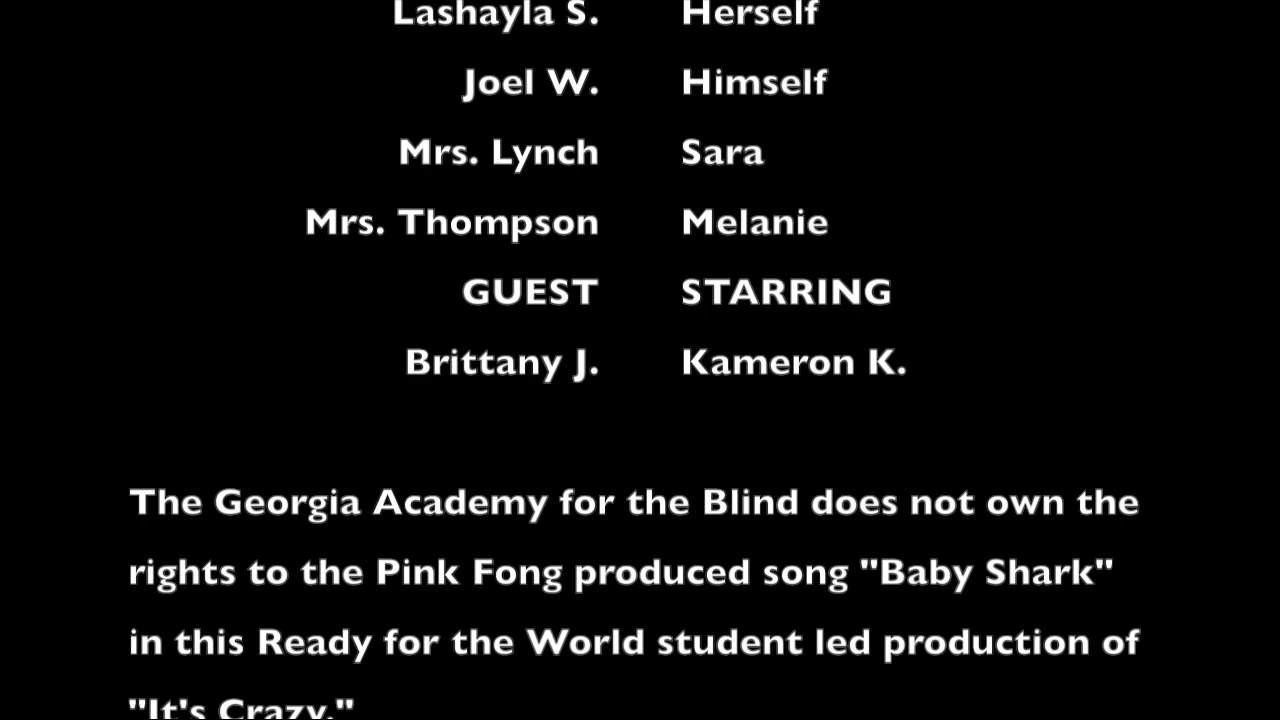 Lashayla S. Herself
Joel W. Himself
Mrs. Lynch Sara
Mrs. Thompson Melanie
GUEST STARRING
Brittany J. Kameron K.
The Georgia Academy for the Blind does not own the
rights to the Pink Fong produced song "Baby Shark"
in this Ready for the World student led production of
"It's Crazy."